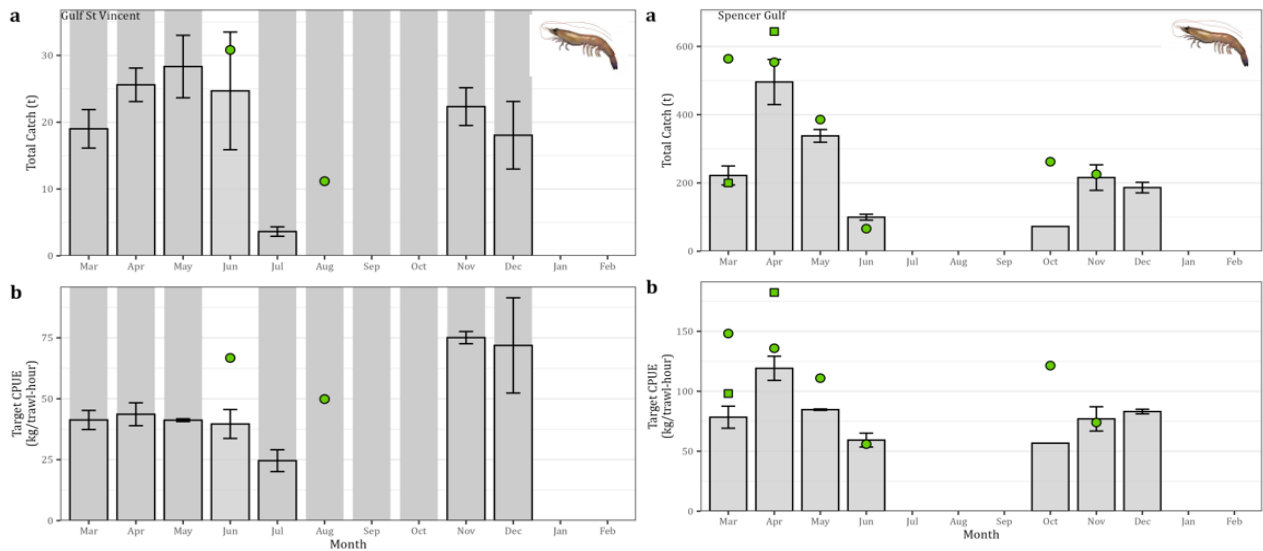 a
Gulf St Vincent
Total Catch (t)
30
20
10
0
Mar Apr May Jun Jul Aug Sep Oct Nov Dec Jan Feb
b
Target CPUE
(kg/trawl-hour)
75
50
25
0
Mar Apr May Jun Jul Aug Sep Oct Nov Dec Jan Feb
Month
a
Spencer Gulf
Total Catch (t)
600
400
200
0
Mar Apr May Jun Jul Aug Sep Oct Nov Dec Jan Feb
b
Target CPUE
(kg/trawl-hour)
150
100
50
0
Mar Apr May Jun Jul Aug Sep Oct Nov Dec Jan Feb
Month